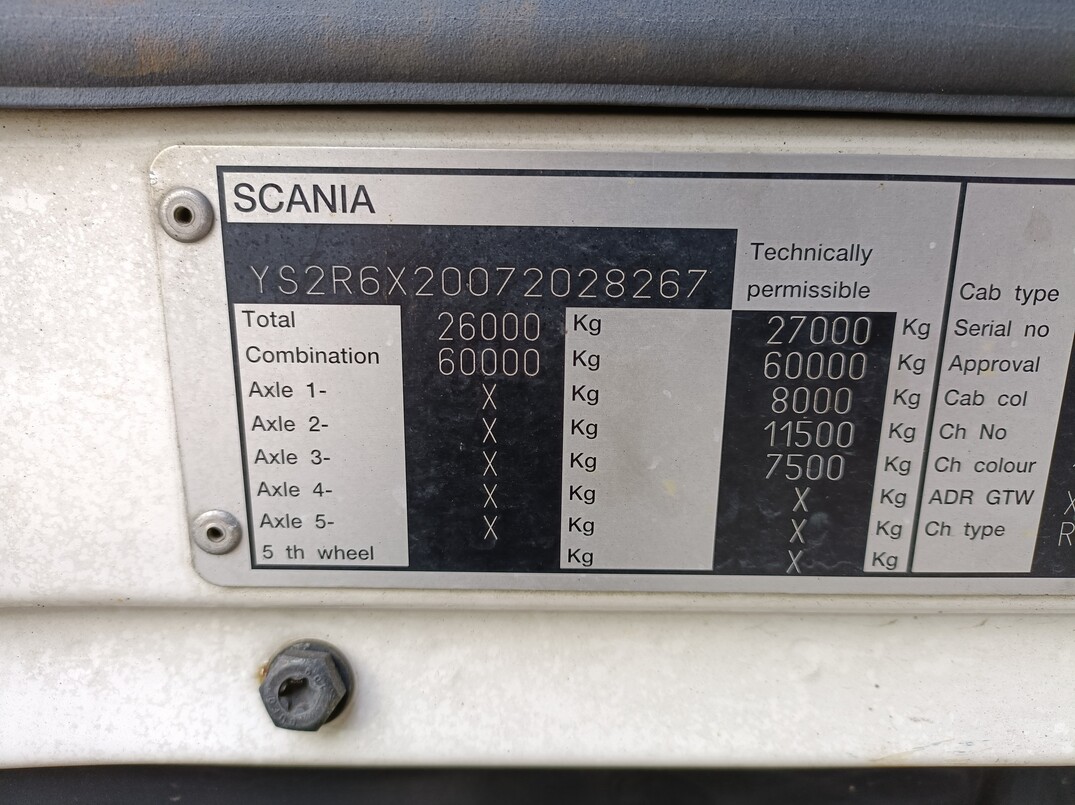 SCANIA
YS2R6X20072028267
Technically
permissible
Cab type
Total 26000 Kg 27000 Kg Serial no
Combination 60000 Kg 60000 Kg Approval
Axle 1- X Kg 8000 Kg Cab col
Axle 2- X Kg 11500 Kg Ch No
Axle 3- X Kg 7500 Kg Ch colour
Axle 4- X Kg X Kg ADR GTW X
Axle 5- X Kg X Kg Ch type R
5 th wheel Kg X Kg